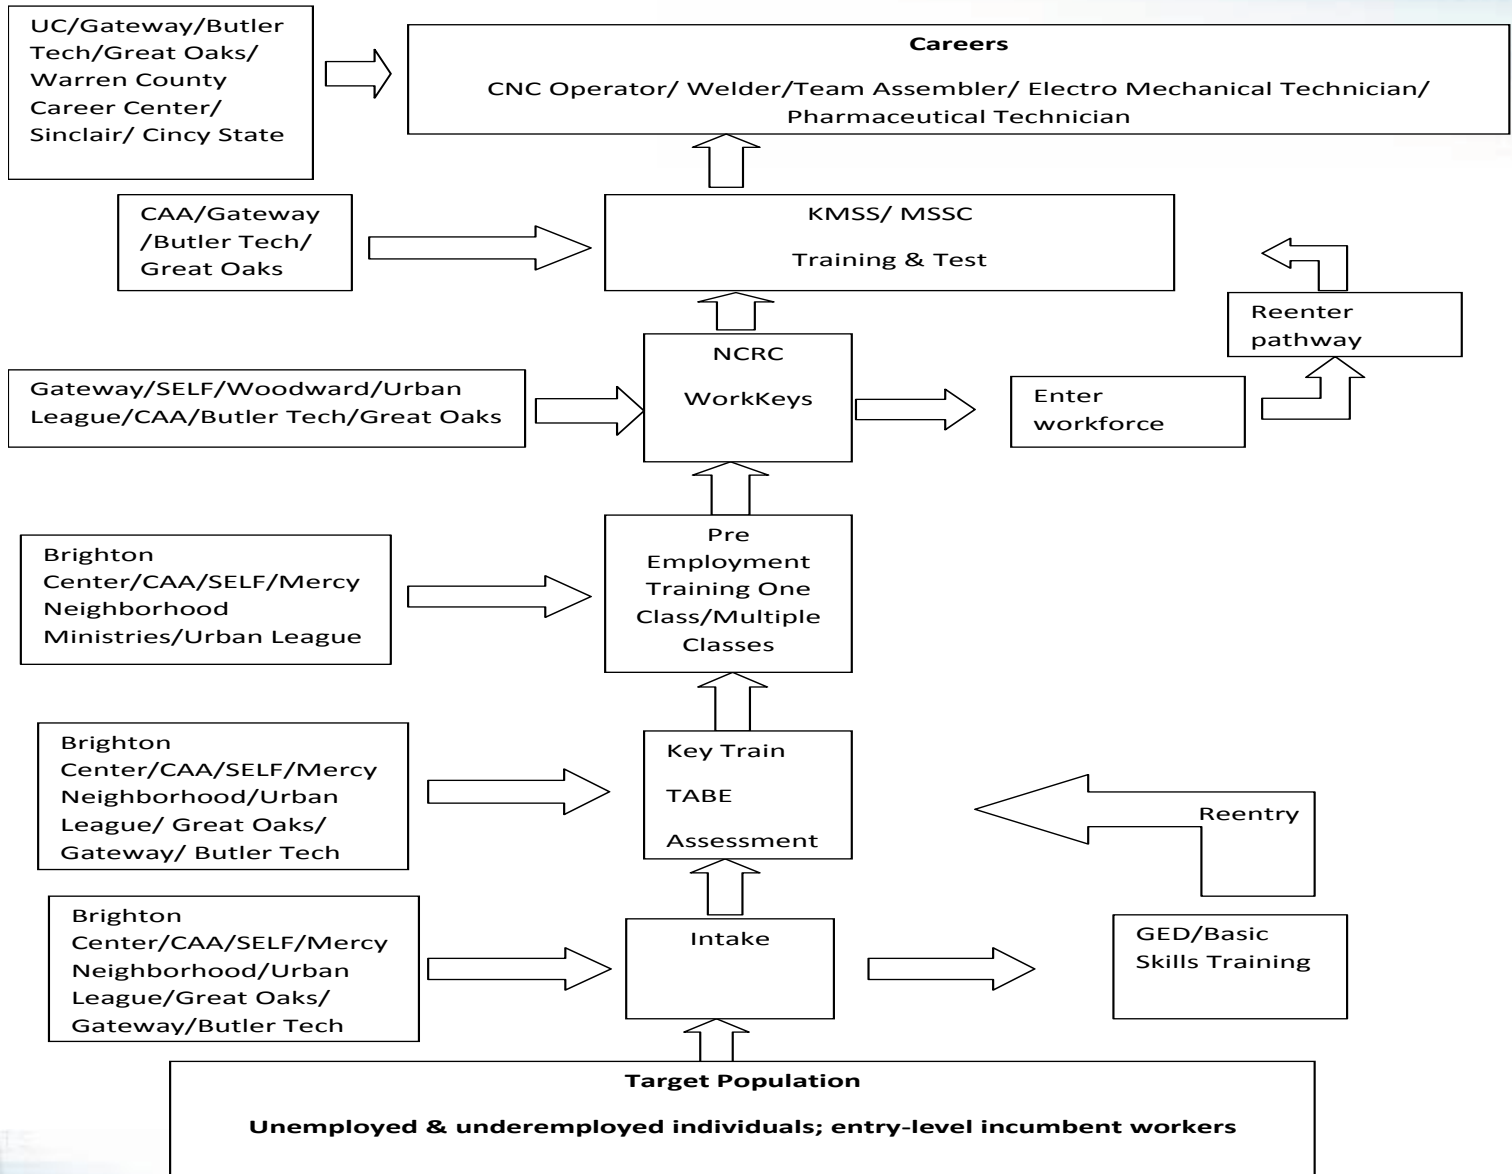 UC/Gateway/Butler
Tech/Great Oaks/
Warren County
Career Center/
Sinclair/ Cincy State
Careers
CNC Operator/ Welder/Team Assembler/ Electro Mechanical Technician/
Pharmaceutical Technician
CAA/Gateway
/Butler Tech/
Great Oaks
KMSS/ MSSC
Training & Test
Reenter
pathway
Gateway/SELF/Woodward/Urban
League/CAA/Butler Tech/Great Oaks
NCRC
WorkKeys
Enter
workforce
Brighton
Center/CAA/SELF/Mercy
Neighborhood
Ministries/Urban League
Pre
Employment
Training One
Class/Multiple
Classes
Brighton
Center/CAA/SELF/Mercy
Neighborhood/Urban
League/ Great Oaks/
Gateway/ Butler Tech
Key Train
TABE
Assessment
Reentry
Brighton
Center/CAA/SELF/Mercy
Neighborhood/Urban
League/Great Oaks/
Gateway/Butler Tech
Intake
GED/Basic
Skills Training
Target Population
Unemployed & underemployed individuals; entry-level incumbent workers